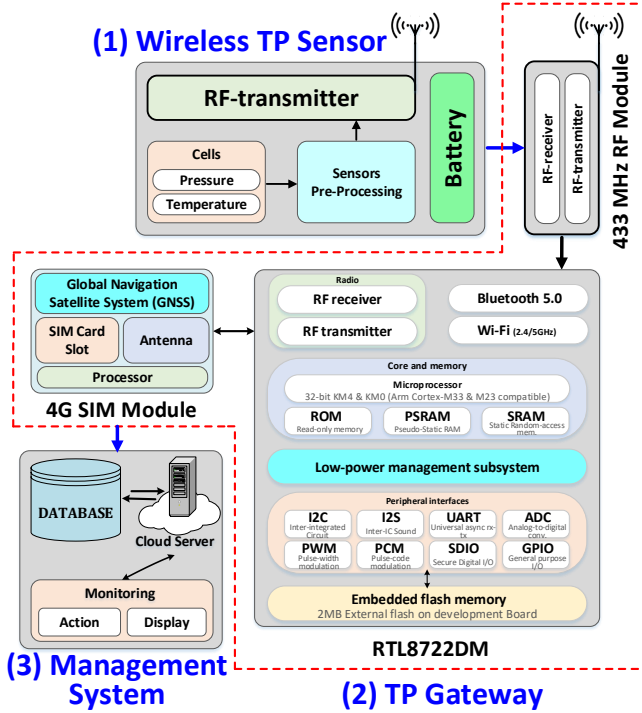 (1) Wireless TP Sensor
RF-transmitter
Cells
Pressure
Temperature
Sensors
Pre-Processing
Battery
RF-receiver
RF-transmitter
433 MHz RF Module
Global Navigation
Satellite System (GNSS)
SIM Card
Slot
Antenna
Processor
4G SIM Module
Radio
RF receiver
RF transmitter
Bluetooth 5.0
Wi-Fi (2.4/5GHz)
Core and memory
Microprocessor
32-bit KM4 & KM0 (Arm Cortex-M33 & M23 compatible)
ROM
Read-only memory
PSRAM
Pseudo-Static RAM
SRAM
Static Random-access
mem.
Low-power management subsystem
Peripheral interfaces
I2C
Inter-integrated
Circuit
I2S
Inter-IC Sound
UART
Universal async rx-
tx
ADC
Analog-to-digital
conv.
PWM
Pulse-width
modulation
PCM
Pulse-code
modulation
SDIO
Secure Digital I/O
GPIO
General purpose
I/O
Embedded flash memory
2MB External flash on development Board
RTL8722DM
DATABASE
Cloud Server
Monitoring
Action
Display
(3) Management
System
(2) TP Gateway